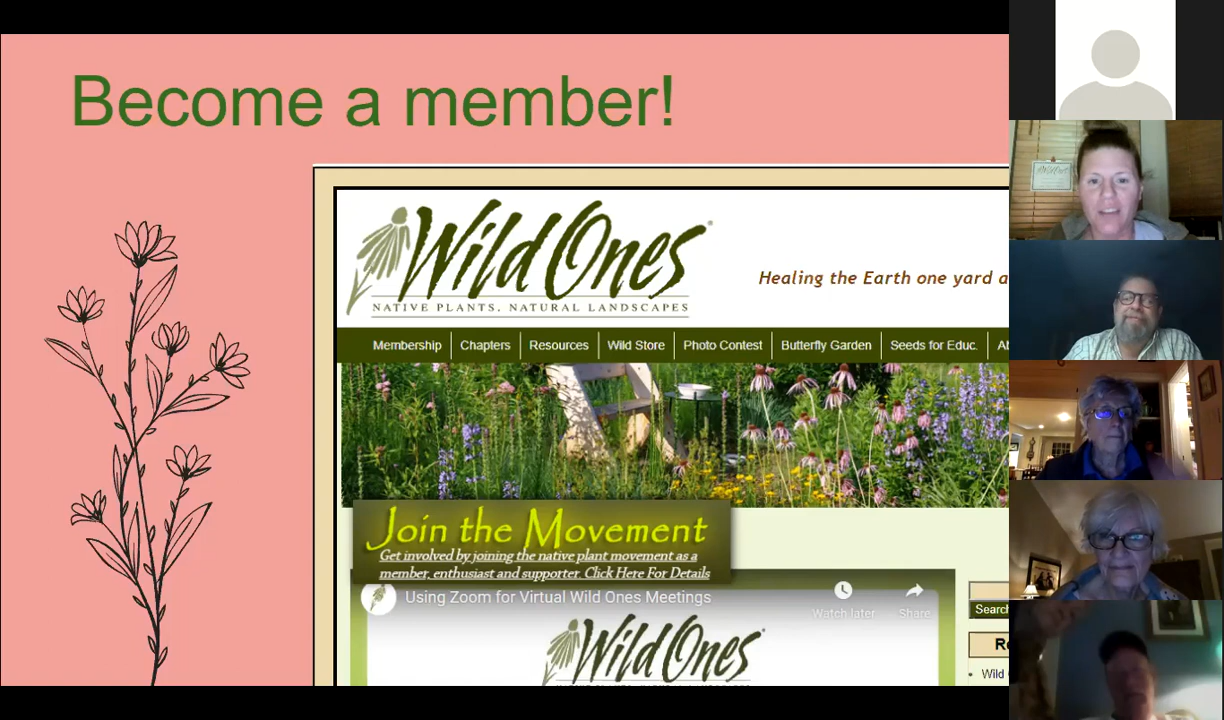 Become a member!
Wild Ones®
NATIVE PLANTS, NATURAL LANDSCAPES
Healing the Earth one yard a
Membership Chapters Resources Wild Store Photo Contest Butterfly Garden Seeds for Educ. Ab
Join the Movement
Get involved by joining the native plant movement as a
member, enthusiast and supporter. Click Here For Details
Using Zoom for Virtual Wild Ones Meetings
Watch later Share
Search
Wild Ones®
Re
• Wild